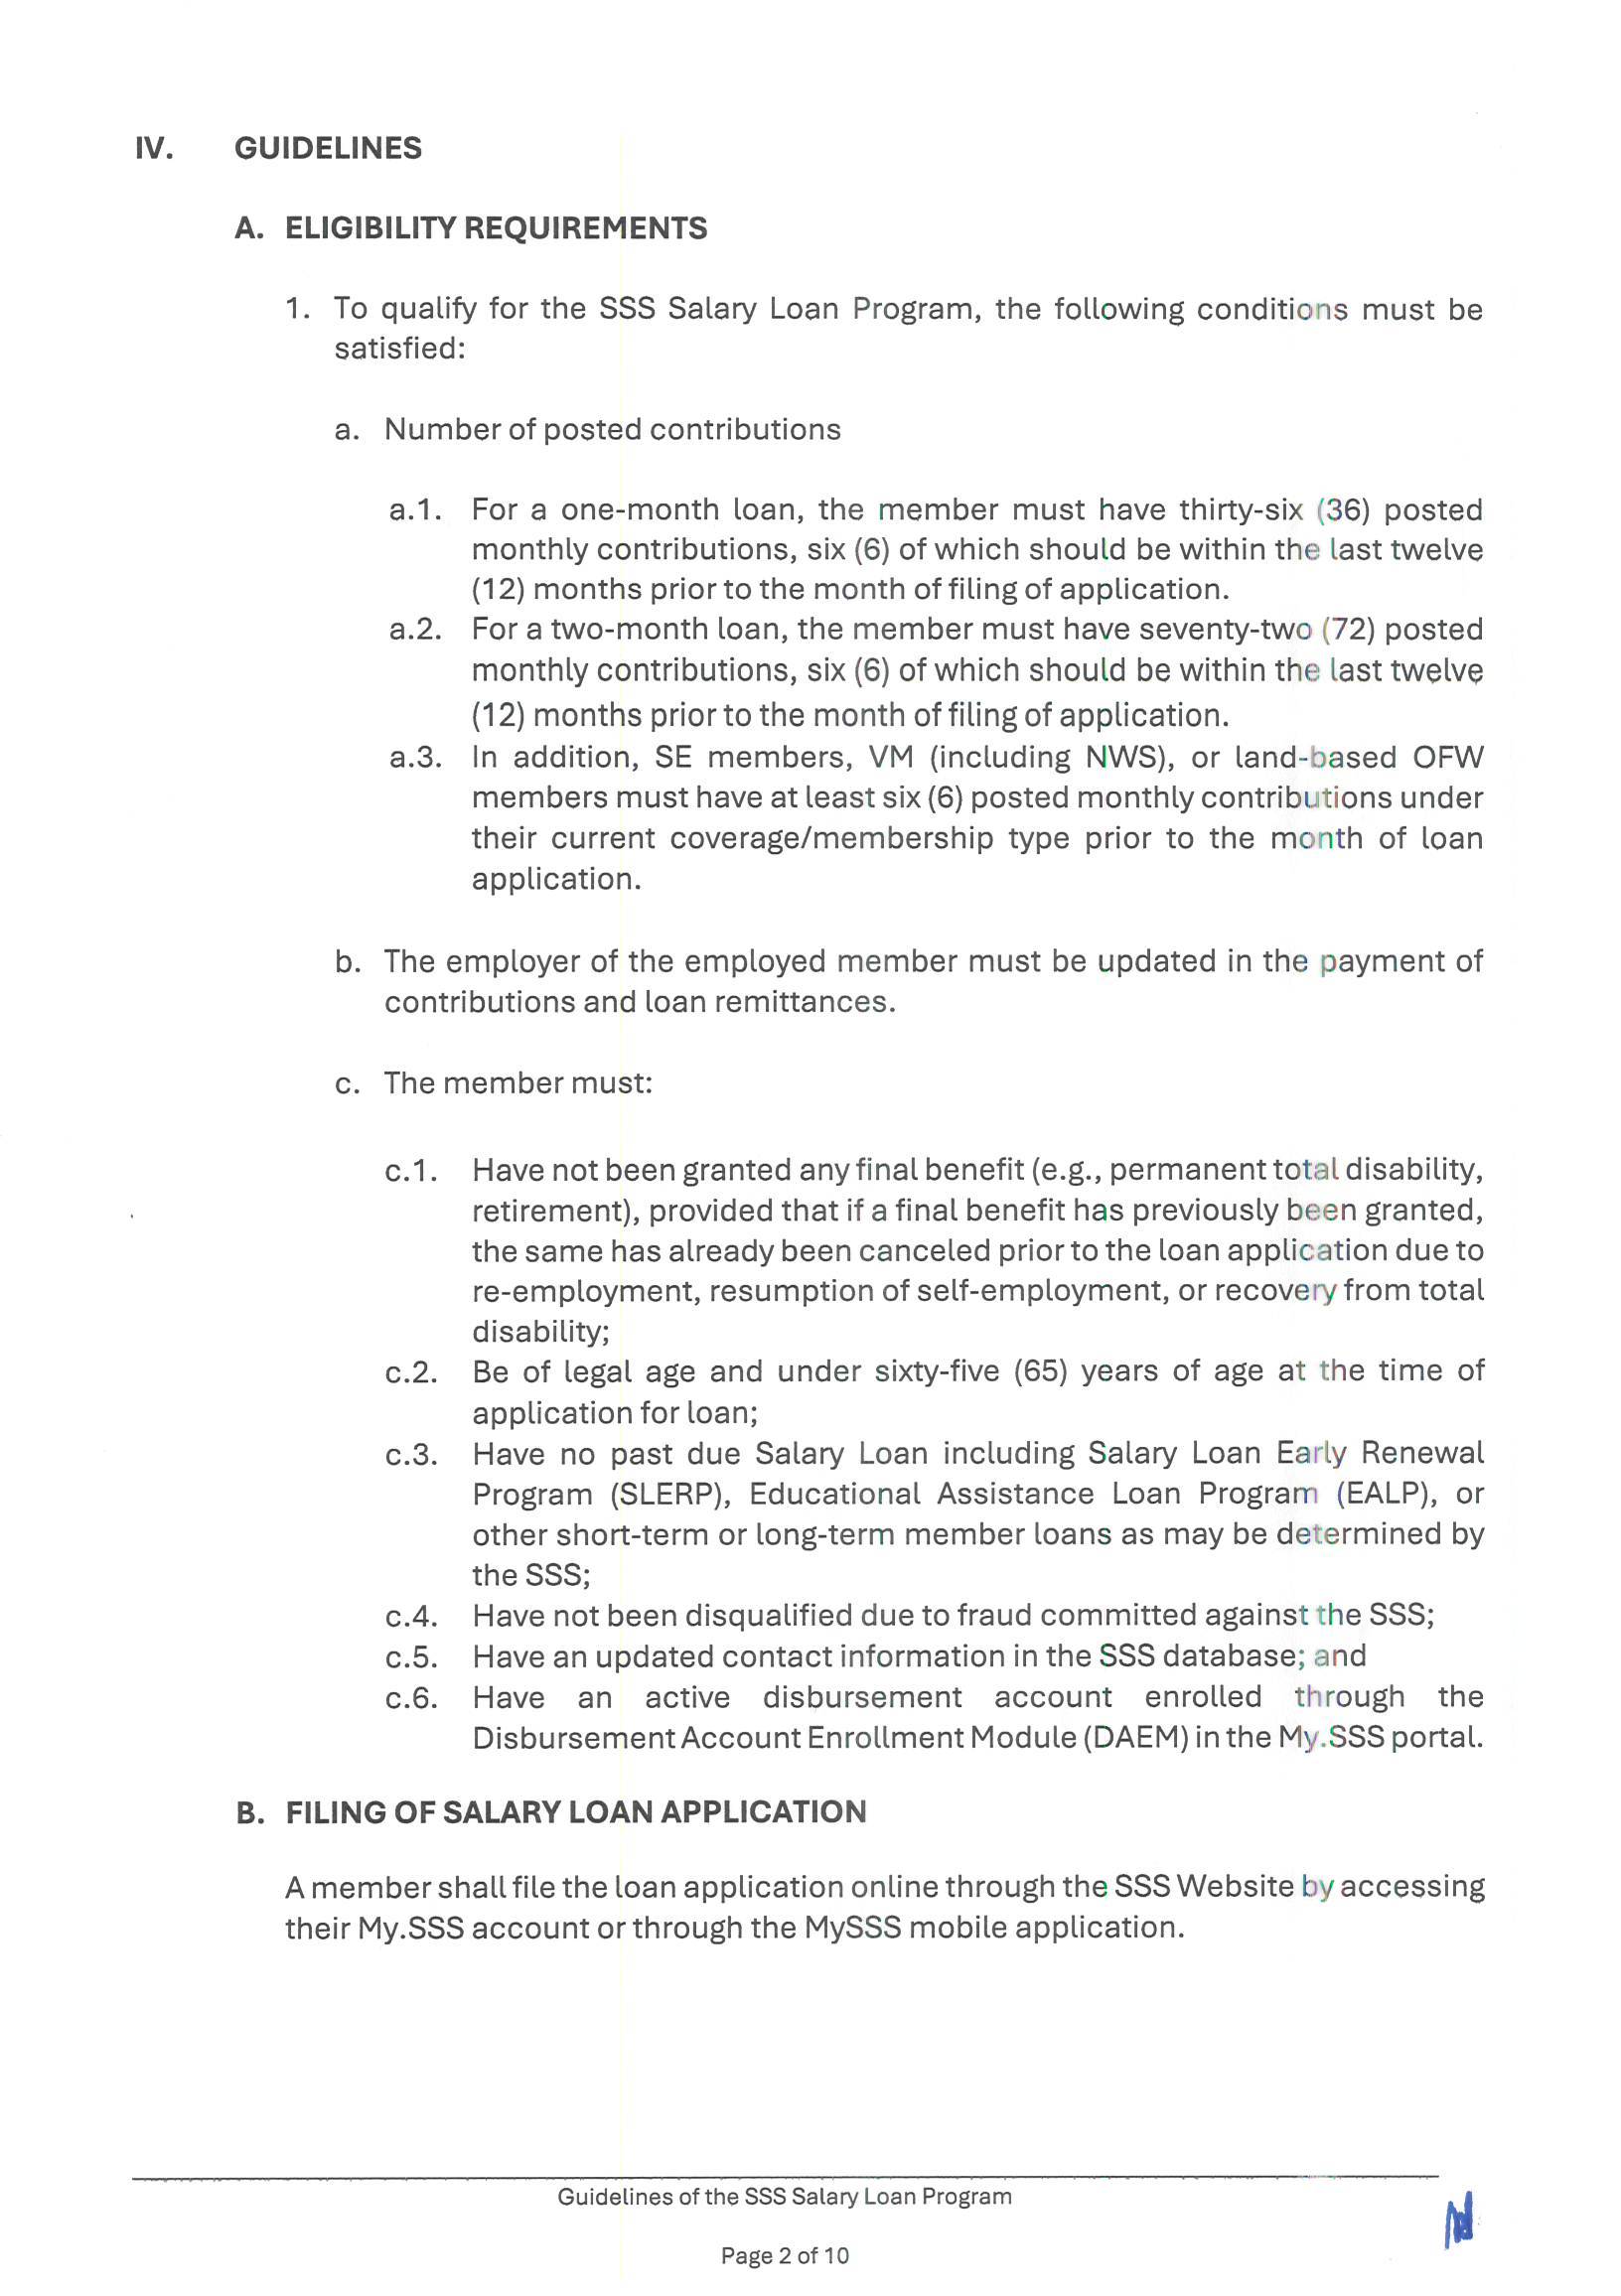 IV. GUIDELINES
A. ELIGIBILITY REQUIREMENTS
1. To qualify for the SSS Salary Loan Program, the following conditions must be
satisfied:
a. Number of posted contributions
a.1. For a one-month loan, the member must have thirty-six (36) posted
monthly contributions, six (6) of which should be within the last twelve
(12) months prior to the month of filing of application.
a.2. For a two-month loan, the member must have seventy-two (72) posted
monthly contributions, six (6) of which should be within the last twelve
(12) months prior to the month of filing of application.
a.3. In addition, SE members, VM (including NWS), or land-based OFW
members must have at least six (6) posted monthly contributions under
their current coverage/membership type prior to the month of loan
application.
b. The employer of the employed member must be updated in the payment of
contributions and loan remittances.
c. The member must:
c.1. Have not been granted any final benefit (e.g., permanent total disability,
retirement), provided that if a final benefit has previously been granted,
the same has already been canceled prior to the loan application due to
re-employment, resumption of self-employment, or recovery from total
disability;
c.2. Be of legal age and under sixty-five (65) years of age at the time of
application for loan;
c.3. Have no past due Salary Loan including Salary Loan Early Renewal
Program (SLERP), Educational Assistance Loan Program (EALP), or
other short-term or long-term member loans as may be determined by
the SSS;
c.4. Have not been disqualified due to fraud committed against the SSS;
c.5. Have an updated contact information in the SSS database; and
c.6. Have an active disbursement account enrolled through the
Disbursement Account Enrollment Module (DAEM) in the My.SSS portal.
B. FILING OF SALARY LOAN APPLICATION
A member shall file the loan application online through the SSS Website by accessing
their My.SSS account or through the MySSS mobile application.
Guidelines of the SSS Salary Loan Program
Page 2 of 10